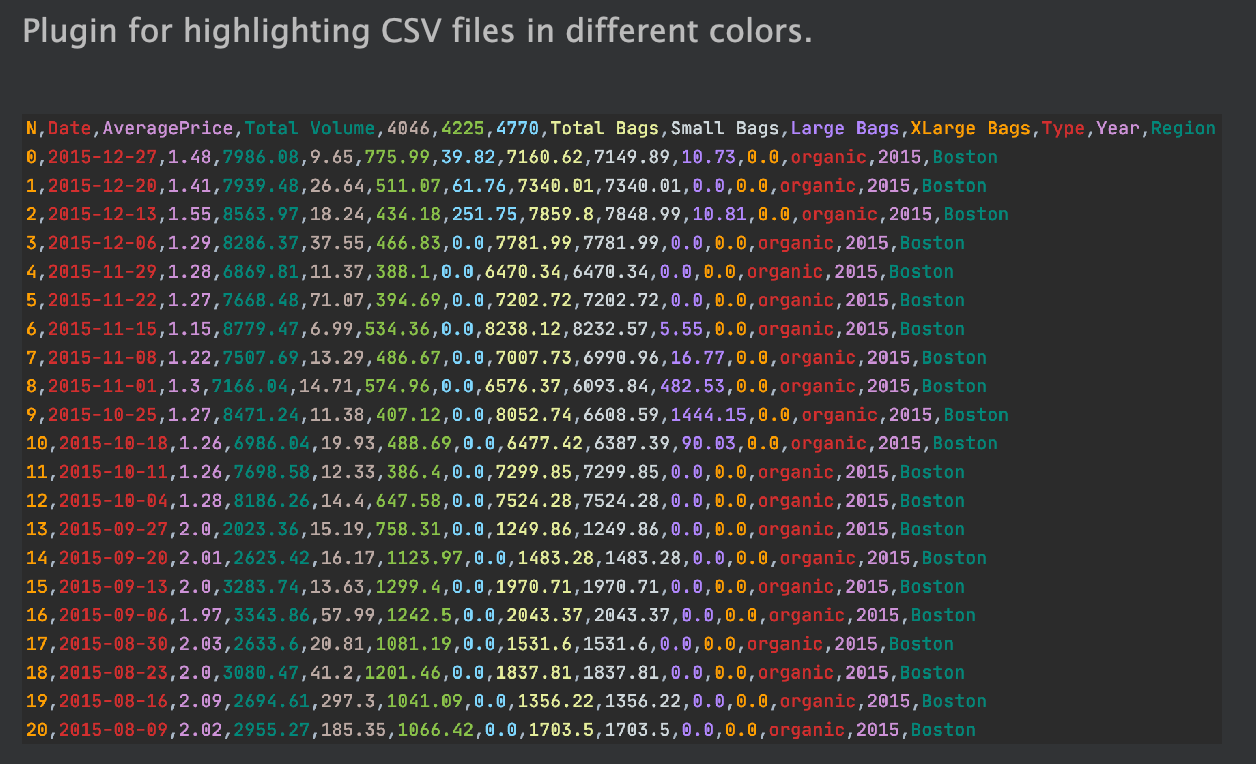 Plugin for highlighting CSV files in different colors.
N,Date,AveragePrice,Total Volume,4046,4225,4770,Total Bags,Small Bags,Large Bags,XLarge Bags,Type,Year,Region
0,2015-12-27,1.48,7986.08,9.65,775.99,39.82,7160.62,7149.89,10.73,0.0,organic,2015,Boston
1,2015-12-20,1.41,7939.48,26.64,511.07,61.76,7340.01,7340.01,0.0,0.0,organic,2015,Boston
2,2015-12-13,1.55,8563.97,18.24,434.18,251.75,7859.8,7848.99,10.81,0.0,organic,2015,Boston
3,2015-12-06,1.29,8286.37,37.55,466.83,0.0,7781.99,7781.99,0.0,0.0,organic,2015,Boston
4,2015-11-29,1.28,6869.81,11.37,388.1,0.0,6470.34,6470.34,0.0,0.0,organic,2015,Boston
5,2015-11-22,1.27,7668.48,71.07,394.69,0.0,7202.72,7202.72,0.0,0.0,organic,2015,Boston
6,2015-11-15,1.15,8779.47,6.99,534.36,0.0,8238.12,8232.57,5.55,0.0,organic,2015,Boston
7,2015-11-08,1.22,7507.69,13.29,486.67,0.0,7007.73,6990.96,16.77,0.0,organic,2015,Boston
8,2015-11-01,1.3,7166.04,14.71,574.96,0.0,6576.37,6093.84,482.53,0.0,organic,2015,Boston
9,2015-10-25,1.27,8471.24,11.38,407.12,0.0,8052.74,6608.59,1444.15,0.0,organic,2015,Boston
10,2015-10-18,1.26,6986.04,19.93,488.69,0.0,6477.42,6387.39,90.03,0.0,organic,2015,Boston
11,2015-10-11,1.26,7698.58,12.33,386.4,0.0,7299.85,7299.85,0.0,0.0,organic,2015,Boston
12,2015-10-04,1.28,8186.26,14.4,647.58,0.0,7524.28,7524.28,0.0,0.0,organic,2015,Boston
13,2015-09-27,2.0,2023.36,15.19,758.31,0.0,1249.86,1249.86,0.0,0.0,organic,2015,Boston
14,2015-09-20,2.01,2623.42,16.17,1123.97,0.0,1483.28,1483.28,0.0,0.0,organic,2015,Boston
15,2015-09-13,2.0,3283.74,13.63,1299.4,0.0,1970.71,1970.71,0.0,0.0,organic,2015,Boston
16,2015-09-06,1.97,3343.86,57.99,1242.5,0.0,2043.37,2043.37,0.0,0.0,organic,2015,Boston
17,2015-08-30,2.03,2633.6,20.81,1081.19,0.0,1531.6,1531.6,0.0,0.0,organic,2015,Boston
18,2015-08-23,2.0,3080.47,41.2,1201.46,0.0,1837.81,1837.81,0.0,0.0,organic,2015,Boston
19,2015-08-16,2.09,2694.61,297.3,1041.09,0.0,1356.22,1356.22,0.0,0.0,organic,2015,Boston
20,2015-08-09,2.02,2955.27,185.35,1066.42,0.0,1703.5,1703.5,0.0,0.0,organic,2015,Boston